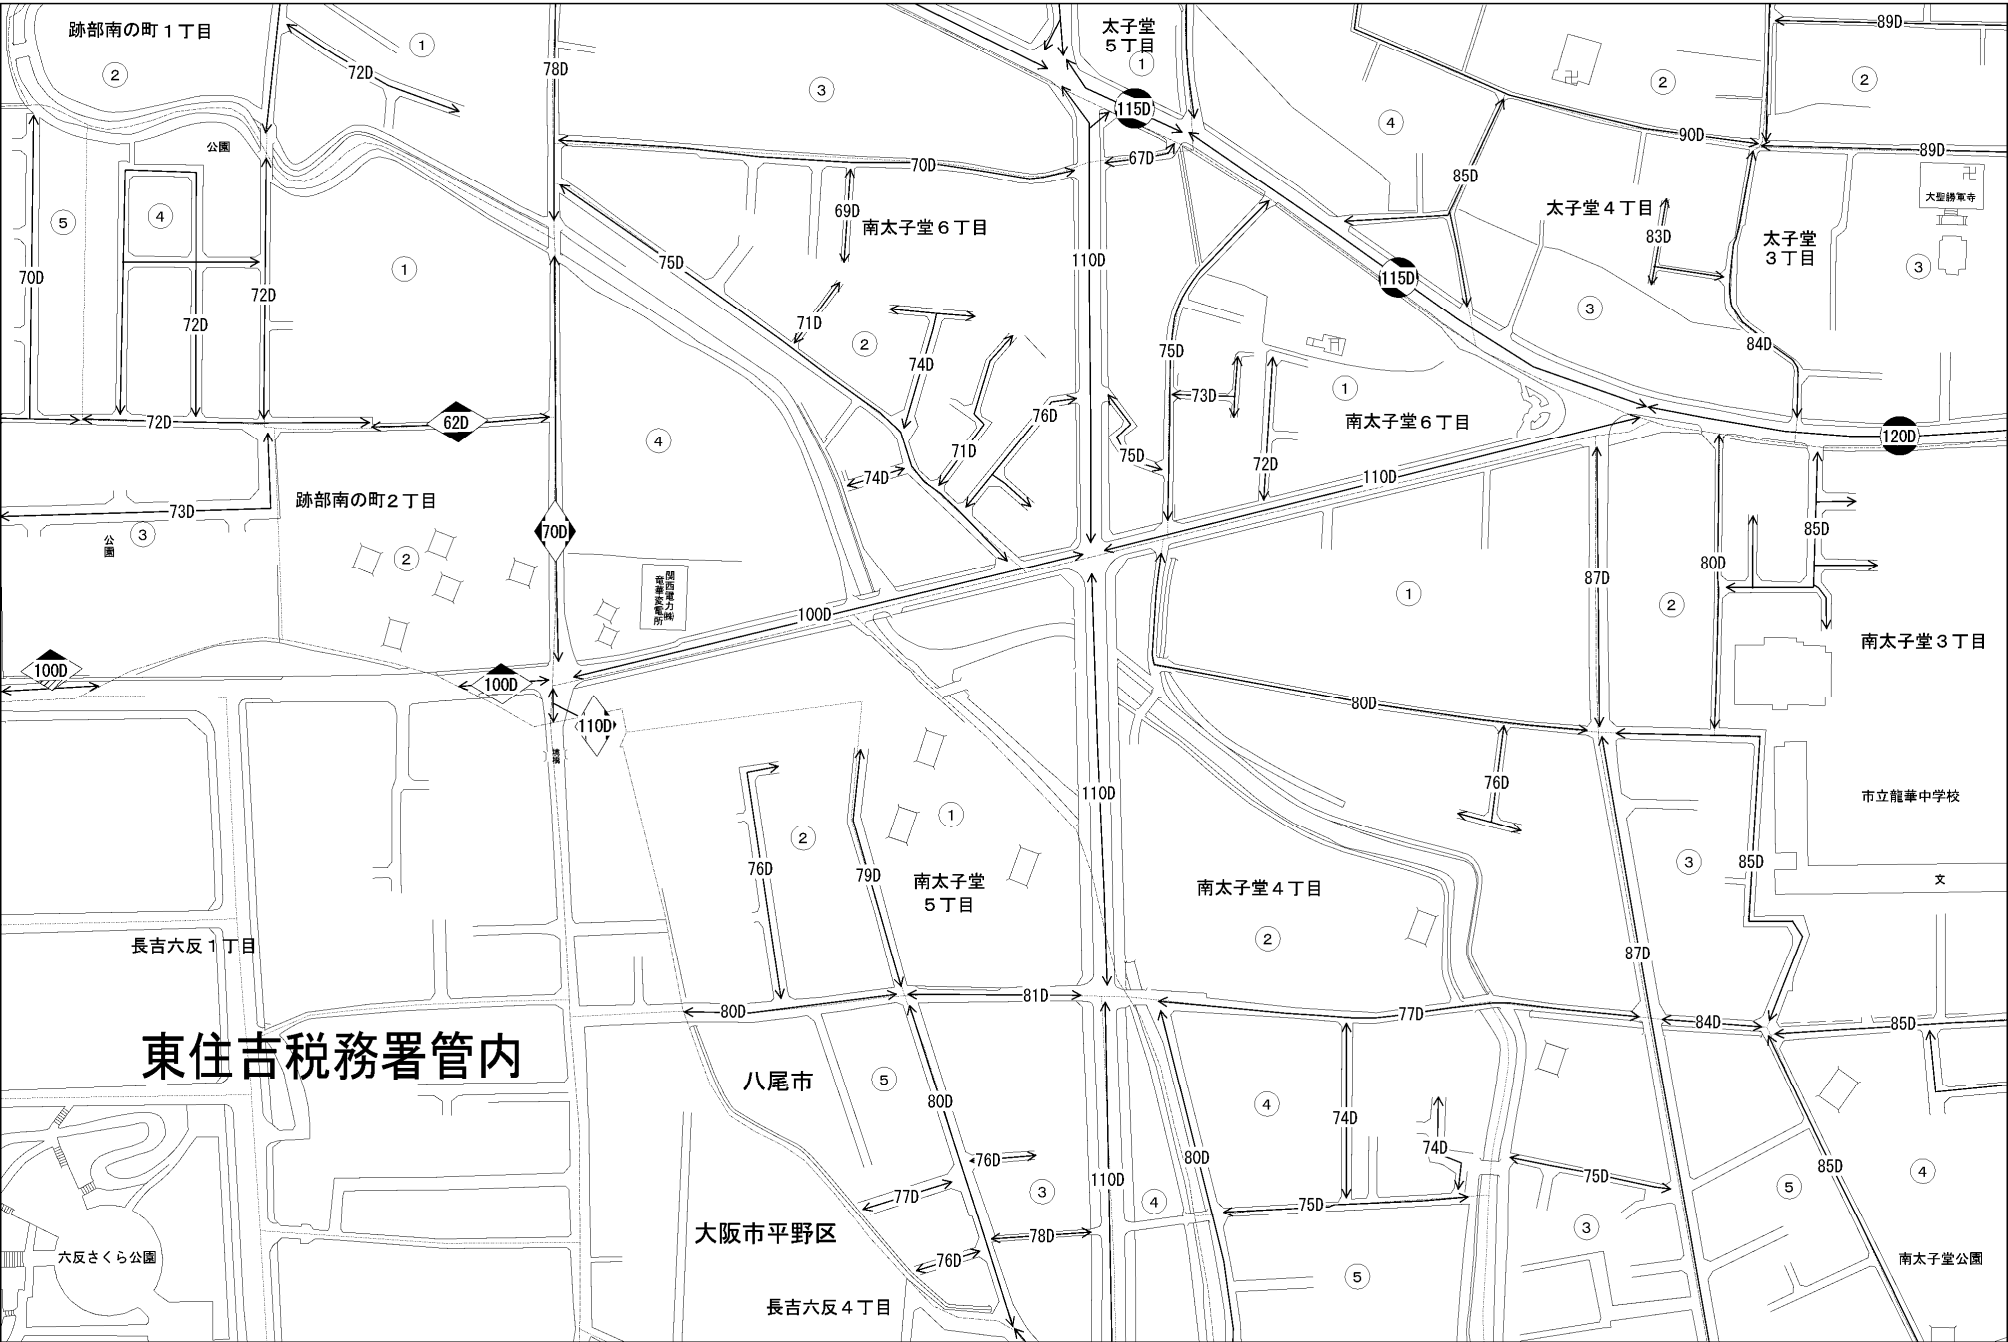 跡部南の町１丁目
②
72D
①
78D
③
太子堂
５丁目
①
115D
④
②
②
89D
90D
89D
大聖勝軍寺
公園
70D
67D
85D
⑤
④
69D
南太子堂６丁目
太子堂４丁目
83D
太子堂
３丁目
③
70D
①
75D
110D
115D
72D
72D
71D
②
74D
75D
③
84D
73D
①
南太子堂６丁目
72D
62D
④
76D
71D
75D
74D
72D
110D
120D
跡部南の町２丁目
73D
③
公園
②
70D
関西電力㈱
竜華変電所
100D
①
87D
80D
②
85D
南太子堂３丁目
100D
100D
110D
境橋
80D
76D
110D
①
②
76D
79D
南太子堂
５丁目
南太子堂４丁目
②
③
85D
市立龍華中学校
文
長吉六反１丁目
87D
80D
81D
77D
84D
85D
東住吉税務署管内
八尾市
⑤
80D
④
74D
74D
76D
77D
③
110D
④
80D
75D
75D
③
85D
⑤
④
大阪市平野区
78D
76D
六反さくら公園
長吉六反４丁目
⑤
南太子堂公園